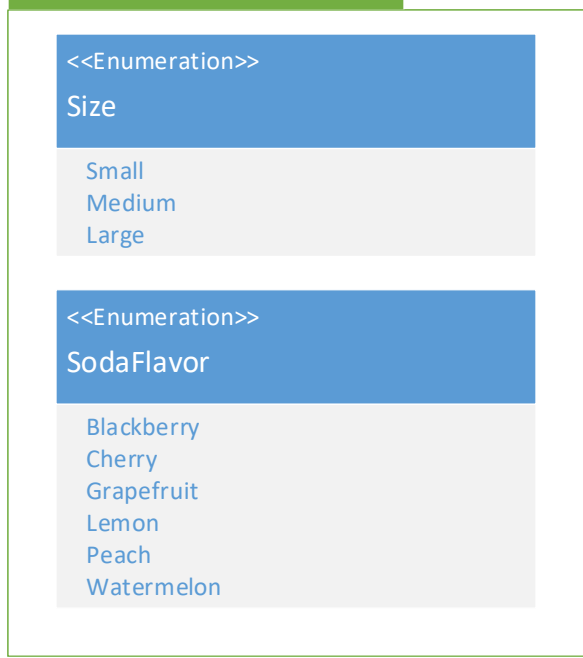 <<Enumeration>>
Size
Small
Medium
Large
<<Enumeration>>
SodaFlavor
Blackberry
Cherry
Grapefruit
Lemon
Peach
Watermelon